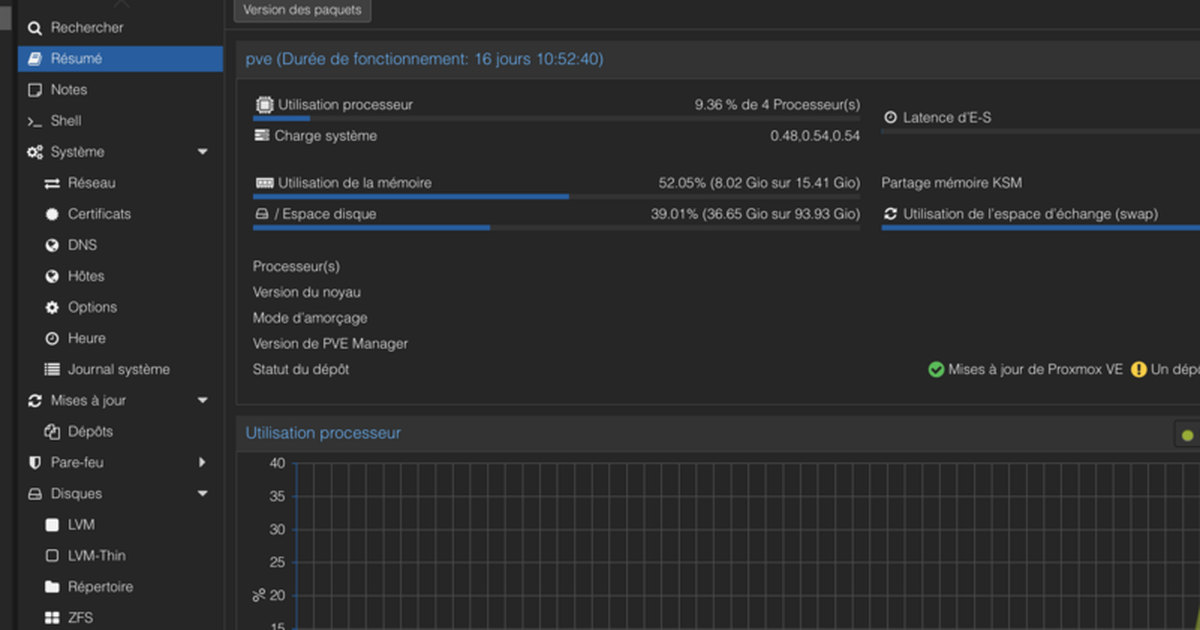 Version des paquets
Rechercher
Résumé
Notes
Shell
Système
Réseau
Certificats
DNS
Hôtes
Options
Heure
Journal système
Mises à jour
Dépôts
Pare-feu
Disques
LVM
LVM-Thin
Répertoire
ZFS
pve (Durée de fonctionnement: 16 jours 10:52:40)
Utilisation processeur 9.36 % de 4 Processeur(s)
Charge système 0.48,0.54,0.54
Latence d'E-S
Utilisation de la mémoire 52.05% (8.02 Gio sur 15.41 Gio)
Partage mémoire KSM
/ Espace disque 39.01% (36.65 Gio sur 93.93 Gio)
Utilisation de l'espace d'échange (swap)
Processeur(s)
Version du noyau
Mode d'amorçage
Version de PVE Manager
Statut du dépôt
Mises à jour de Proxmox VE Un dépo
Utilisation processeur
40
35
30
25
% 20
15